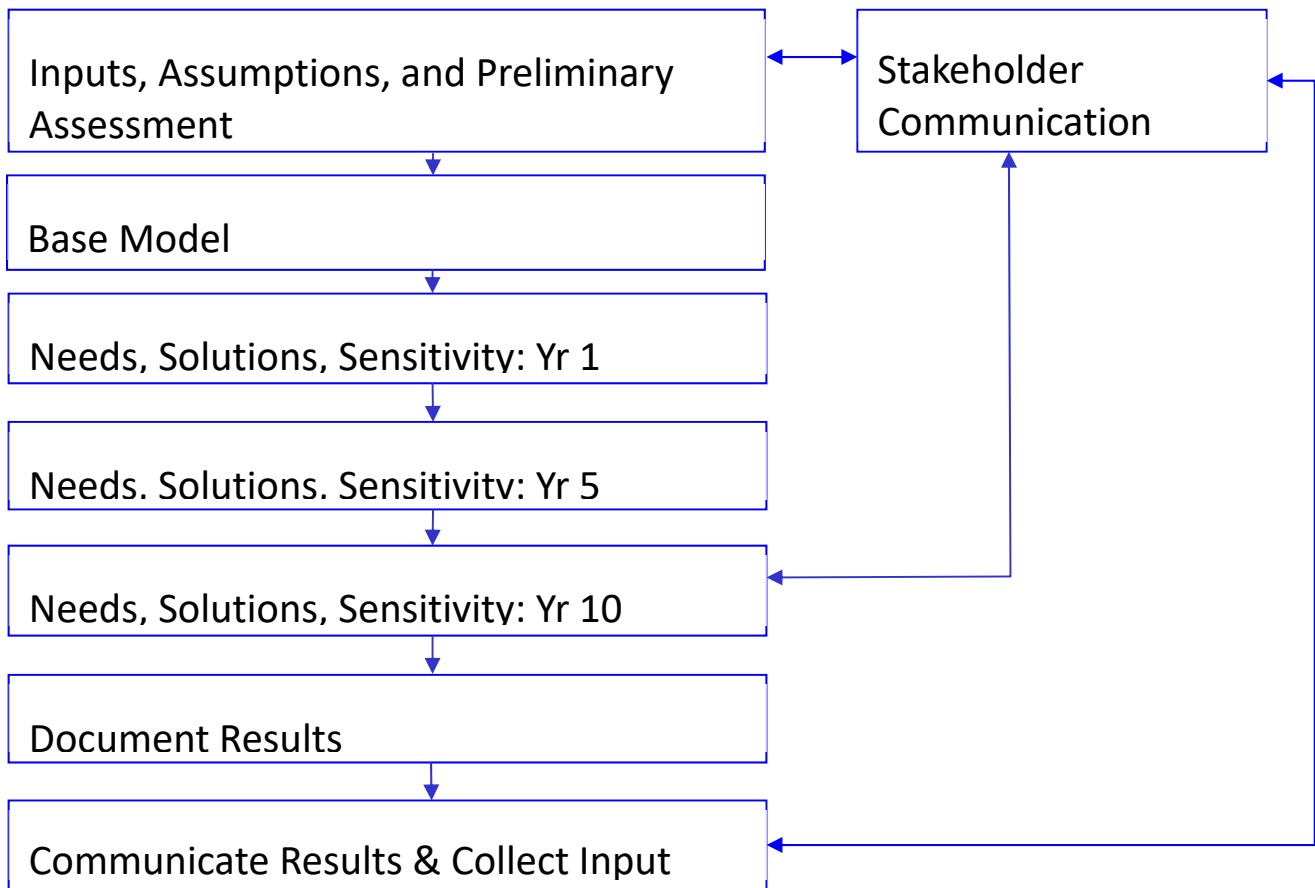 Inputs, Assumptions, and Preliminary
Assessment
Stakeholder
Communication
Base Model
Needs, Solutions, Sensitivity: Yr 1
Needs, Solutions, Sensitivity: Yr 5
Needs, Solutions, Sensitivity: Yr 10
Document Results
Communicate Results & Collect Input